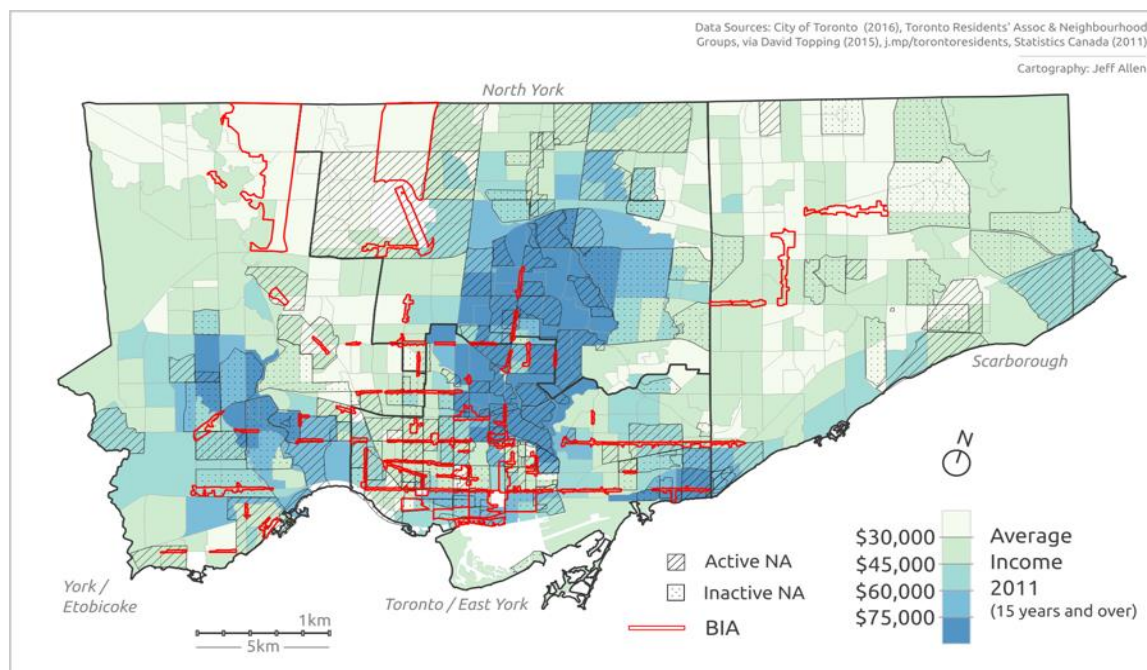 Data Sources: City of Toronto (2016), Toronto Residents' Assoc & Neighbourhood
Groups, via David Topping (2015), j.mp/torontoresidents, Statistics Canada (2011)
Cartography: Jeff Allen
North York
Scarborough
N
York /
Etobicoke
Toronto / East York
1km
5km
Active NA
Inactive NA
BIA
$30,000
$45,000
$60,000
$75,000
Average
Income
2011
(15 years and over)